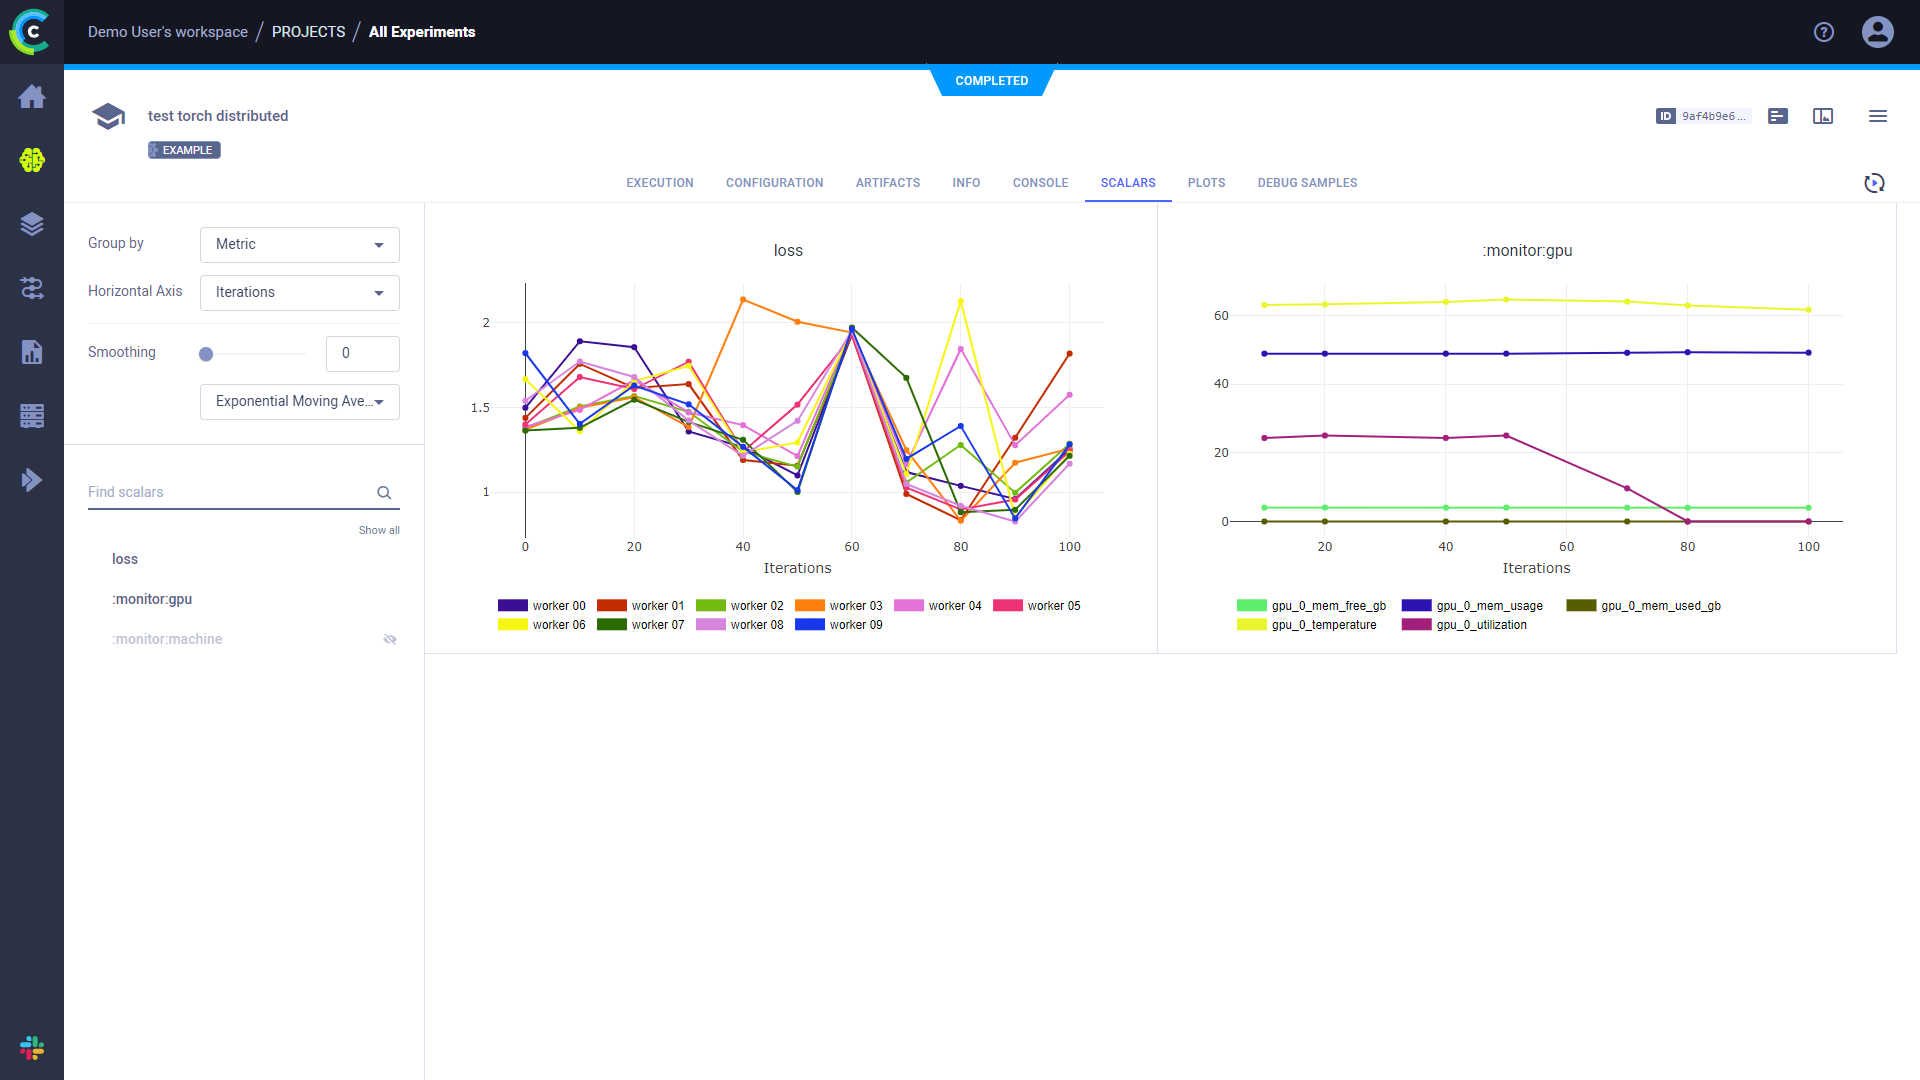 Demo User's workspace / PROJECTS / All Experiments
COMPLETED
test torch distributed
EXAMPLE
ID 9af4b9e6...
EXECUTION CONFIGURATION ARTIFACTS INFO CONSOLE SCALARS PLOTS DEBUG SAMPLES
Group by Metric
Horizontal Axis Iterations
Smoothing 0
Exponential Moving Ave...
Find scalars
Show all
loss
:monitor:gpu
:monitor:machine
loss
2
1.5
1
0 20 40 60 80 100
Iterations
worker 00 worker 01 worker 02 worker 03 worker 04 worker 05
worker 06 worker 07 worker 08 worker 09
:monitor:gpu
60
40
20
0
20 40 60 80 100
Iterations
gpu_0_mem_free_gb gpu_0_mem_usage gpu_0_mem_used_gb
gpu_0_temperature gpu_0_utilization